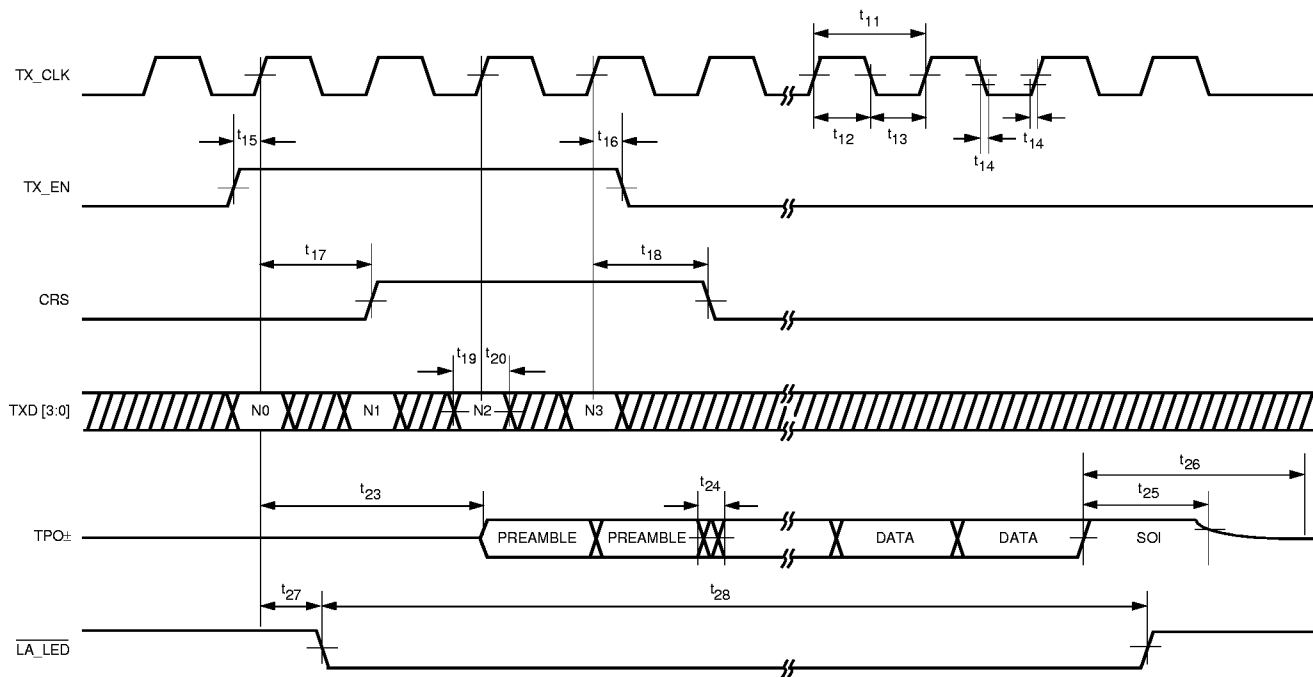 t11
TX_CLK
t15
t16
t12
t13
t14
t14
TX_EN
t17
t18
CRS
t19
t20
TXD [3:0]
N0
N1
N2
N3
t26
t23
t24
t25
TPO±
PREAMBLE
PREAMBLE
DATA
DATA
SOI
t27
t28
LA_LED